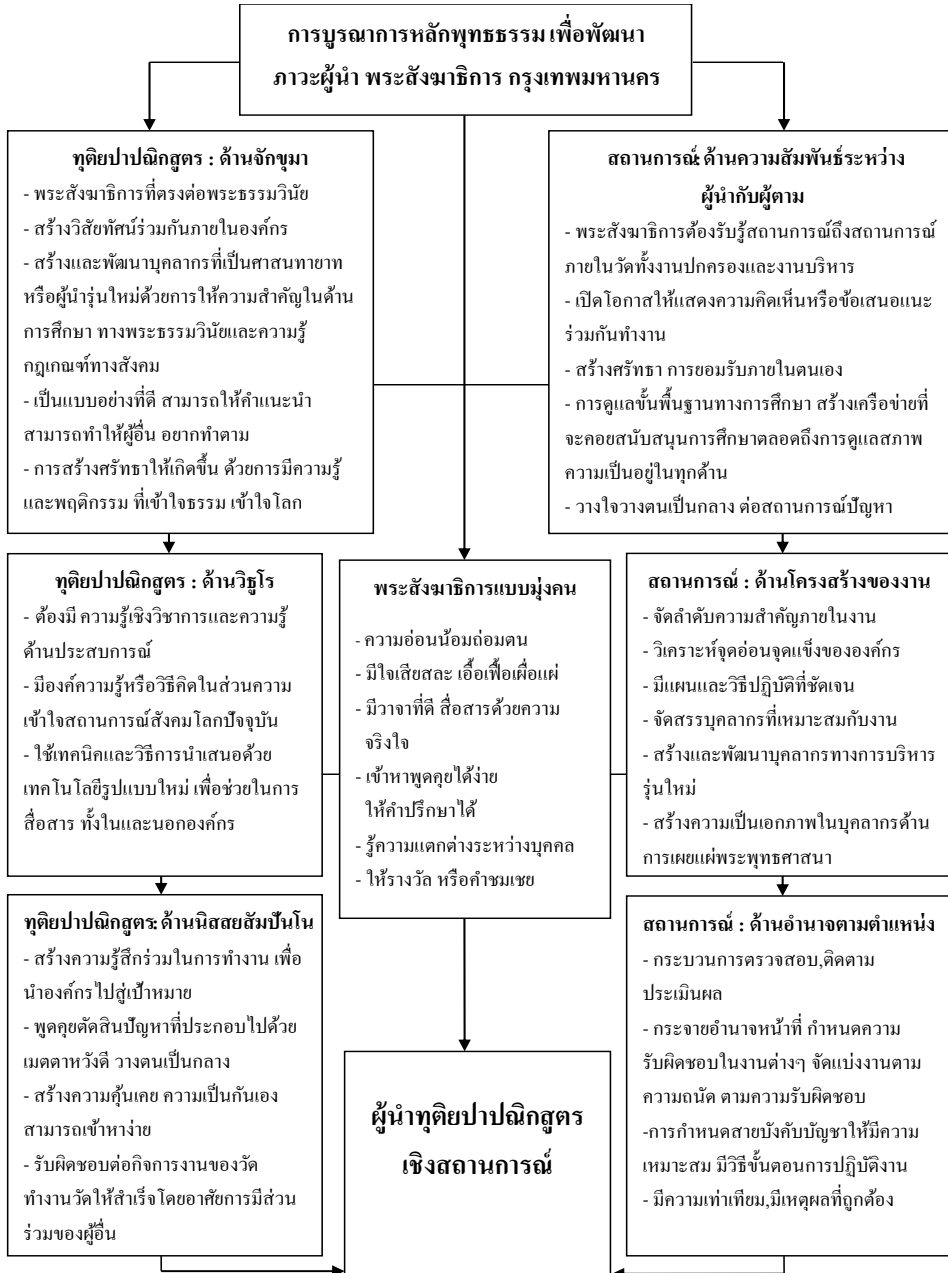 การบูรณาการหลักพุทธธรรม เพื่อพัฒนา
ภาวะผู้นำ พระสังฆาธิการ กรุงเทพมหานคร
ทุติยปาปณิกสูตร : ด้านจักขุมา
- พระสังฆาธิการที่ตรงต่อพระธรรมวินัย
- สร้างวิสัยทัศน์ร่วมกันภายในองค์กร
- สร้างและพัฒนาบุคลากรที่เป็นศาสนทายาท
หรือผู้นำรุ่นใหม่ด้วยการให้ความสำคัญในด้าน
การศึกษา ทางพระธรรมวินัยและความรู้
กฎเกณฑ์ทางสังคม
- เป็นแบบอย่างที่ดี สามารถให้คำแนะนำ
สามารถทำให้ผู้อื่น อยากทำตาม
- การสร้างศรัทธาให้เกิดขึ้น ด้วยการมีความรู้
และพฤติกรรม ที่เข้าใจธรรม เข้าใจโลก
สถานการณ์: ด้านความสัมพันธ์ระหว่าง
ผู้นำกับผู้ตาม
- พระสังฆาธิการต้องรับรู้สถานการณ์ถึงสถานการณ์
ภายในวัดทั้งงานปกครองและงานบริหาร
- เปิดโอกาสให้แสดงความคิดเห็นหรือข้อเสนอแนะ
ร่วมกันทำงาน
- สร้างศรัทธา การยอมรับภายในตนเอง
- การดูแลขั้นพื้นฐานทางการศึกษา สร้างเครือข่ายที่
จะคอยสนับสนุนการศึกษาตลอดถึงการดูแลสภาพ
ความเป็นอยู่ในทุกด้าน
- วางใจวางตนเป็นกลาง ต่อสถานการณ์ปัญหา
ทุติยปาปณิกสูตร : ด้านวิธูโร
- ต้องมี ความรู้เชิงวิชาการและความรู้
ด้านประสบการณ์
- มีองค์ความรู้หรือวิธีคิดในส่วนความ
เข้าใจสถานการณ์สังคมโลกปัจจุบัน
- ใช้เทคนิคและวิธีการนำเสนอด้วย
เทคโนโลยีรูปแบบใหม่ เพื่อช่วยในการ
สื่อสาร ทั้งในและนอกองค์กร
พระสังฆาธิการแบบมุ่งคน
- ความอ่อนน้อมถ่อมตน
- มีใจเสียสละ เอื้อเฟื้อเผื่อแผ่
- มีวาจาที่ดี สื่อสารด้วยความ
จริงใจ
- เข้าหาพูดคุยได้ง่าย
ให้คำปรึกษาได้
- รู้ความแตกต่างระหว่างบุคคล
- ให้รางวัล หรือคำชมเชย
สถานการณ์ : ด้านโครงสร้างของงาน
- จัดลำดับความสำคัญภายในงาน
- วิเคราะห์จุดอ่อนจุดแข็งขององค์กร
- มีแผนและวิธีปฏิบัติที่ชัดเจน
- จัดสรรบุคลากรที่เหมาะสมกับงาน
- สร้างและพัฒนาบุคลากรทางการบริหาร
รุ่นใหม่
- สร้างความเป็นเอกภาพในบุคลากรด้าน
การเผยแผ่พระพุทธศาสนา
ทุติยปาปณิกสูตร: ด้านนิสสยสัมปันโน
- สร้างความรู้สึกร่วมในการทำงาน เพื่อ
นำองค์กรไปสู่เป้าหมาย
- พูดคุยตัดสินปัญหาที่ประกอบไปด้วย
เมตตาหวังดี วางตนเป็นกลาง
- สร้างความคุ้นเคย ความเป็นกันเอง
สามารถเข้าหาง่าย
- รับผิดชอบต่อกิจการงานของวัด
ทำงานวัดให้สำเร็จโดยอาศัยการมีส่วน
ร่วมของผู้อื่น
ผู้นำทุติยปาปณิกสูตร
เชิงสถานการณ์
สถานการณ์ : ด้านอำนาจตามตำแหน่ง
- กระบวนการตรวจสอบ,ติดตาม
ประเมินผล
- กระจายอำนาจหน้าที่ กำหนดความ
รับผิดชอบในงานต่างๆ จัดแบ่งงานตาม
ความถนัด ตามความรับผิดชอบ
-การกำหนดสายบังคับบัญชาให้มีความ
เหมาะสม มีวิธีขั้นตอนการปฏิบัติงาน
- มีความเท่าเทียม,มีเหตุผลที่ถูกต้อง